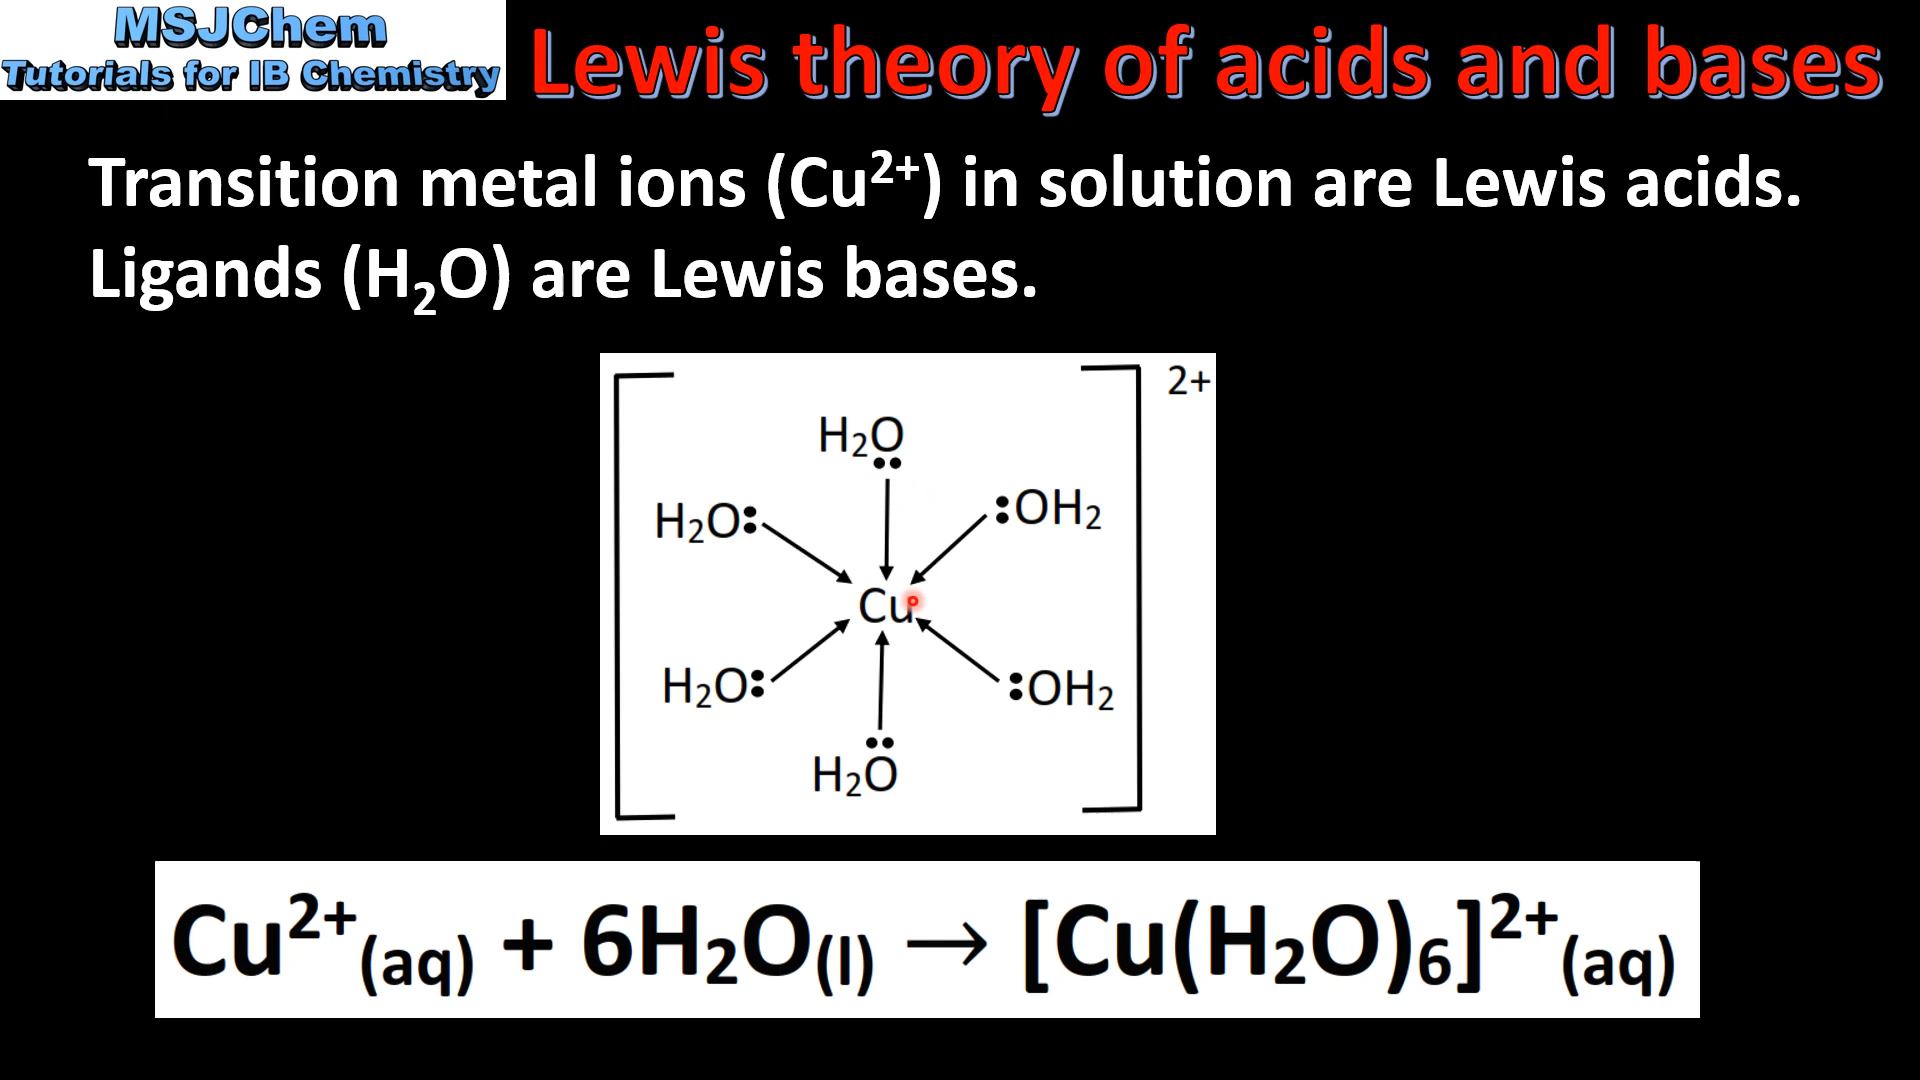 MSJChem
Tutorials for IB Chemistry
Lewis theory of acids and bases
Transition metal ions (Cu²⁺) in solution are Lewis acids.
Ligands (H₂O) are Lewis bases.
2+
H₂O
H₂O: :OH₂
Cu
H₂O: :OH₂
H₂O
Cu²⁺(aq) + 6H₂O(l) → [Cu(H₂O)₆]²⁺(aq)